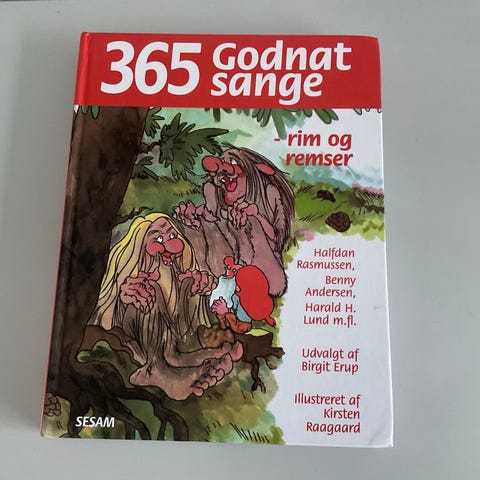 365 Godnat
sange
- rim og
remser
Halfdan
Rasmussen,
Benny
Andersen,
Harald H.
Lund m.fl.
Udvalgt af
Birgit Erup
Illustreret af
Kirsten
Raagaard
SESAM